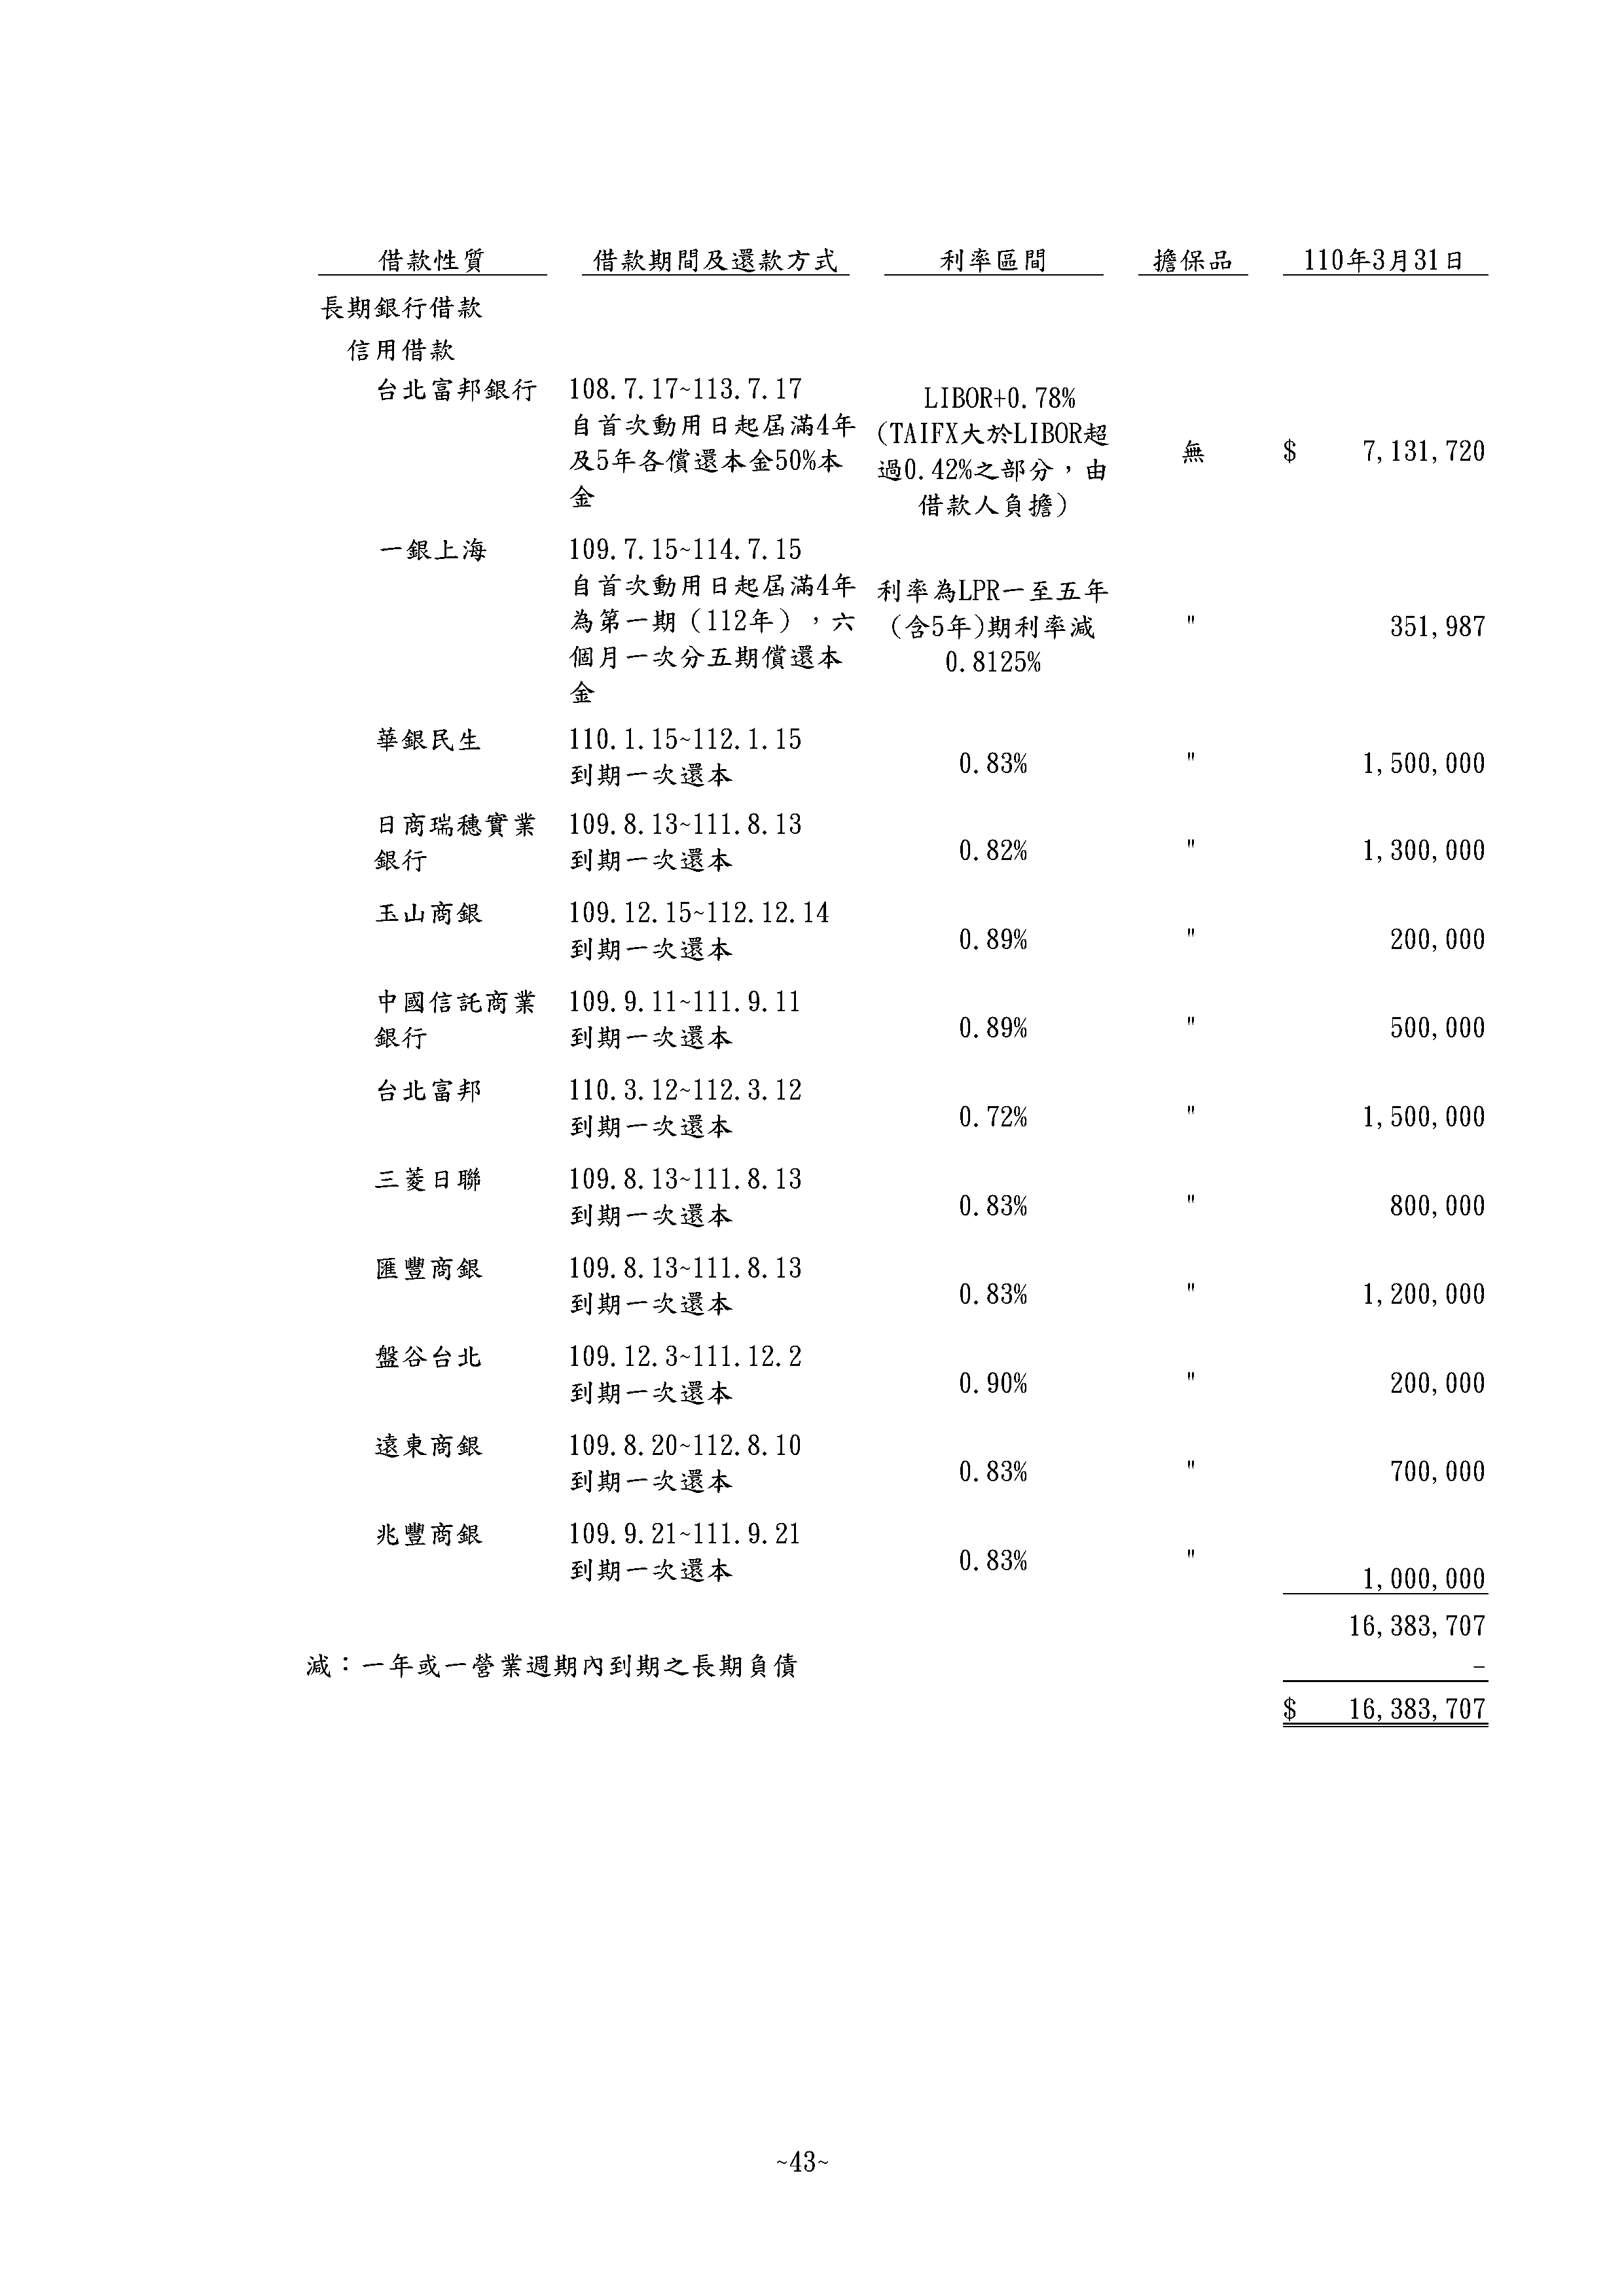 借款性質 借款期間及還款方式 利率區間 擔保品 110年3月31日
長期銀行借款
信用借款
台北富邦銀行 108.7.17~113.7.17
自首次動用日起屆滿4年
及5年各償還本金50%本
金
LIBOR+0.78%
(TAIFX大於LIBOR超
過0.42%之部分，由
借款人負擔)
無 $ 7,131,720
一銀上海 109.7.15~114.7.15
自首次動用日起屆滿4年
為第一期（112年），六
個月一次分五期償還本
金
利率為LPR一至五年
(含5年)期利率減
0.8125%
" 351,987
華銀民生 110.1.15~112.1.15
到期一次還本
0.83% " 1,500,000
日商瑞穗實業 109.8.13~111.8.13
銀行 到期一次還本
0.82% " 1,300,000
玉山商銀 109.12.15~112.12.14
到期一次還本
0.89% " 200,000
中國信託商業 109.9.11~111.9.11
銀行 到期一次還本
0.89% " 500,000
台北富邦 110.3.12~112.3.12
到期一次還本
0.72% " 1,500,000
三菱日聯 109.8.13~111.8.13
到期一次還本
0.83% " 800,000
匯豐商銀 109.8.13~111.8.13
到期一次還本
0.83% " 1,200,000
盤谷台北 109.12.3~111.12.2
到期一次還本
0.90% " 200,000
遠東商銀 109.8.20~112.8.10
到期一次還本
0.83% " 700,000
兆豐商銀 109.9.21~111.9.21
到期一次還本
0.83% " 1,000,000
16,383,707
減：一年或一營業週期內到期之長期負債 -
$ 16,383,707
~43~